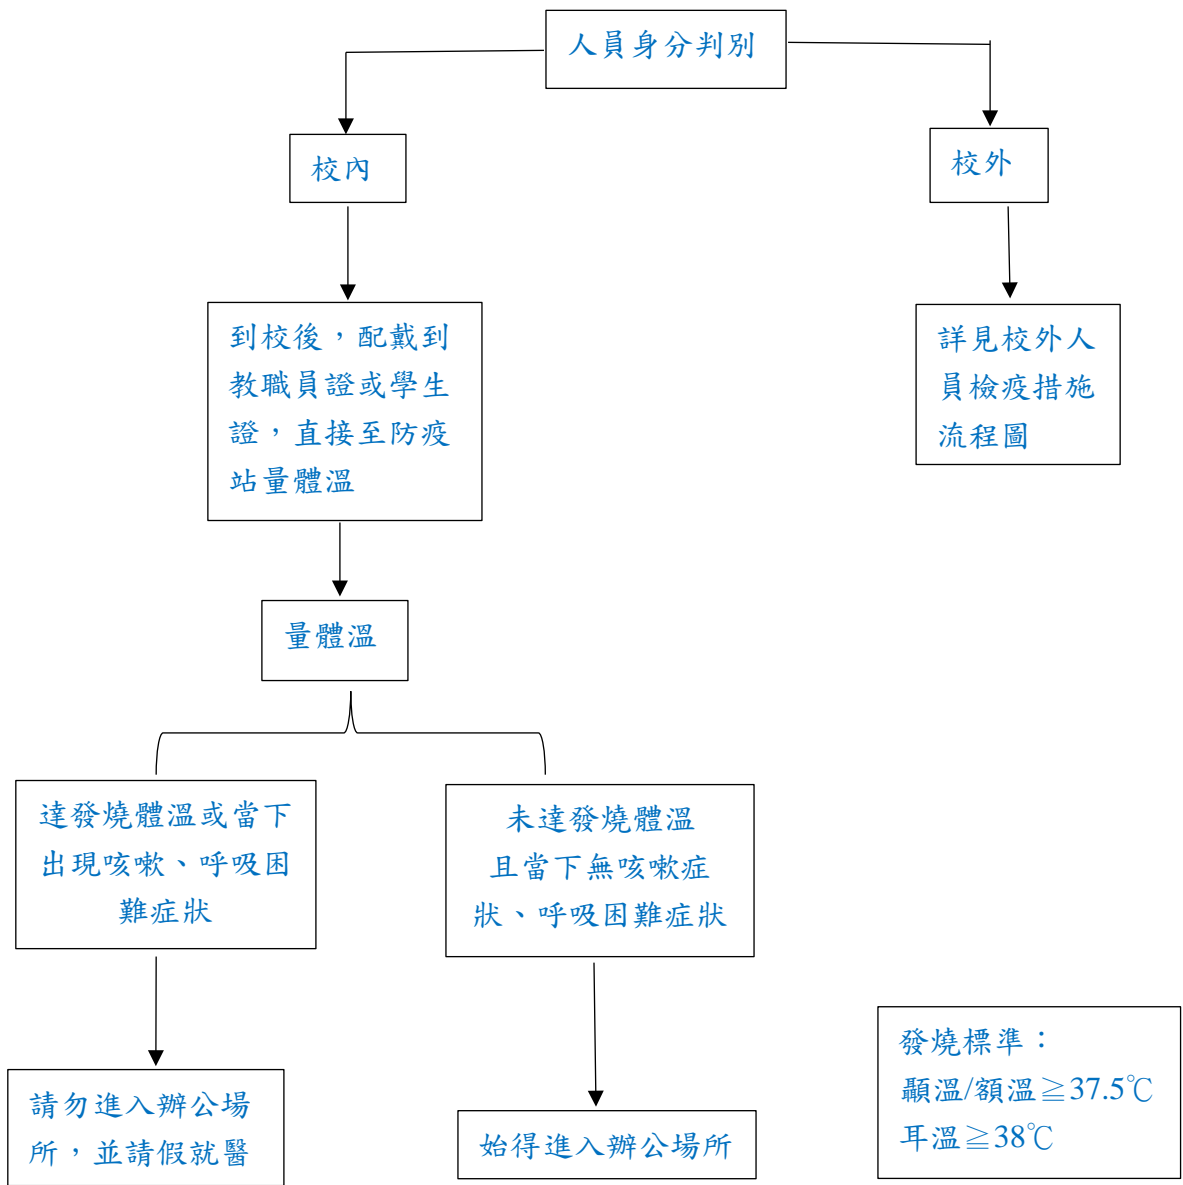 人員身分判別
校內
校外
到校後，配戴到
教職員證或學生
證，直接至防疫
站量體溫
詳見校外人
員檢疫措施
流程圖
量體溫
達發燒體溫或當下
出現咳嗽、呼吸困
難症狀
未達發燒體溫
且當下無咳嗽症
狀、呼吸困難症狀
請勿進入辦公場
所，並請假就醫
始得進入辦公場所
發燒標準：
顳溫/額溫≧37.5℃
耳溫≧38℃